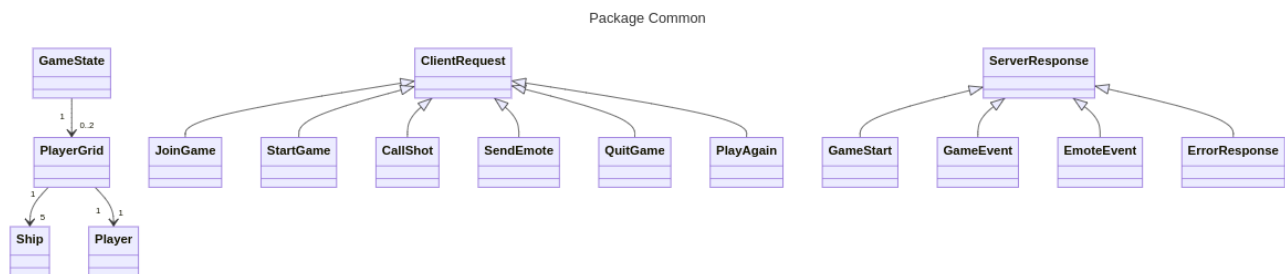 Package Common
GameState
ClientRequest
ServerResponse
1
0..2
PlayerGrid
JoinGame
StartGame
CallShot
SendEmote
QuitGame
PlayAgain
GameStart
GameEvent
EmoteEvent
ErrorResponse
1
5
1
1
Ship
Player